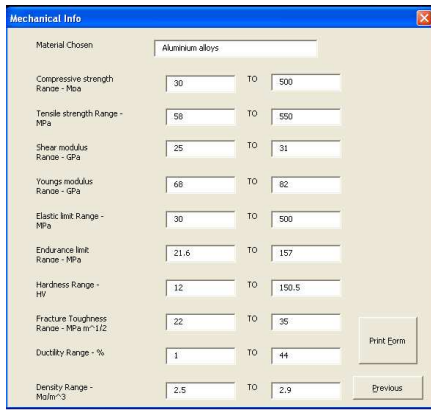 Mechanical Info
Material Chosen Aluminium alloys
Compressive strength
Range - Mpa 30 TO 500
Tensile strength Range -
MPa 58 TO 550
Shear modulus
Range - GPa 25 TO 31
Youngs modulus
Range - GPa 68 TO 82
Elastic limit Range -
MPa 30 TO 500
Endurance limit
Range - MPa 21.6 TO 157
Hardness Range -
HV 12 TO 150.5
Fracture Toughness
Range - MPa m^1/2 22 TO 35
Print Form
Ductility Range - % 1 TO 44
Density Range -
Mg/m^3 2.5 TO 2.9
Previous